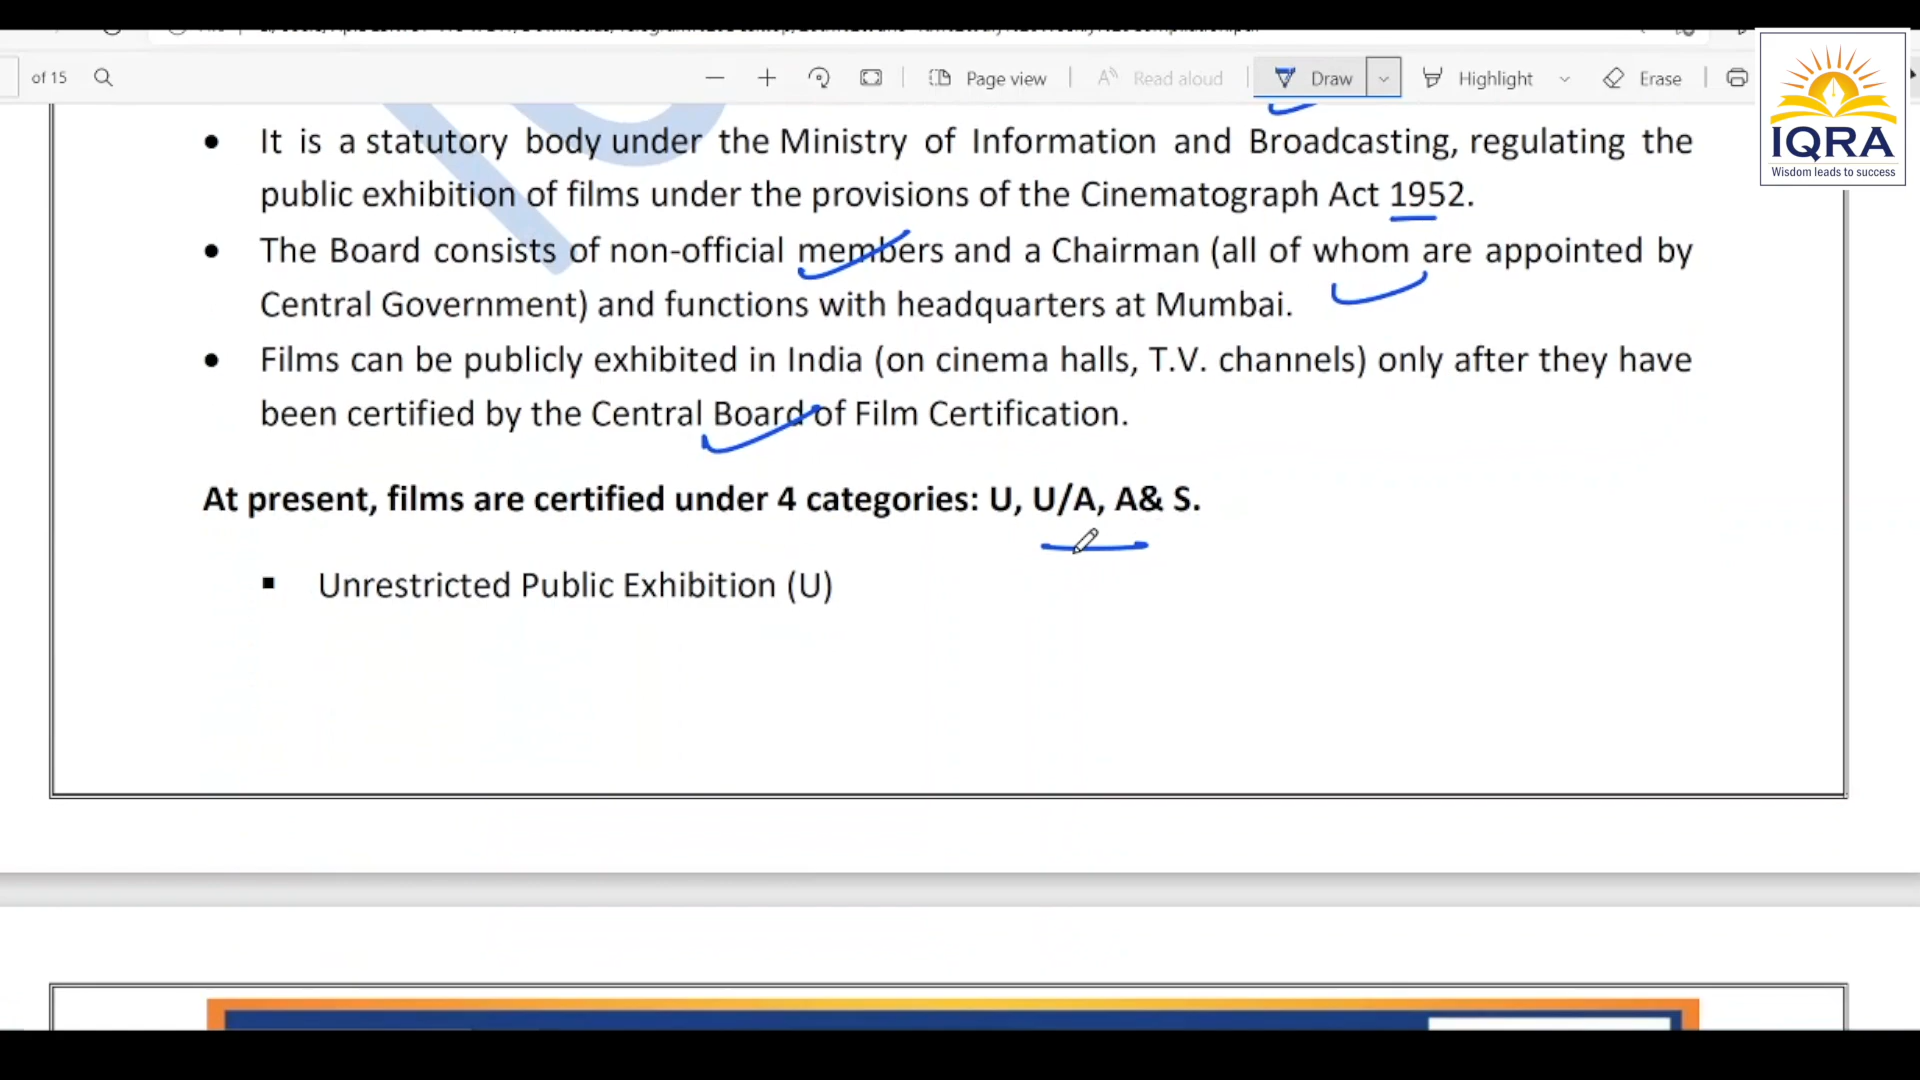 of 15
Page view
Read aloud
Draw
Highlight
Erase
IQRA
Wisdom leads to success
• It is a statutory body under the Ministry of Information and Broadcasting, regulating the
public exhibition of films under the provisions of the Cinematograph Act 1952.
• The Board consists of non-official members and a Chairman (all of whom are appointed by
Central Government) and functions with headquarters at Mumbai.
• Films can be publicly exhibited in India (on cinema halls, T.V. channels) only after they have
been certified by the Central Board of Film Certification.
At present, films are certified under 4 categories: U, U/A, A& S.
▪ Unrestricted Public Exhibition (U)